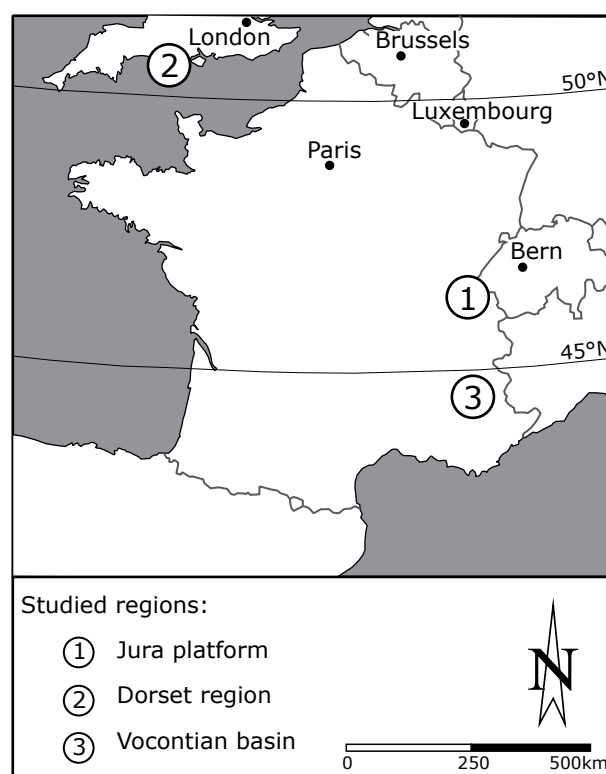 London
Brussels
2
50°N
Luxembourg
Paris
Bern
1
45°N
3
Studied regions:
1 Jura platform
2 Dorset region
3 Vocontian basin
N
0 250 500km